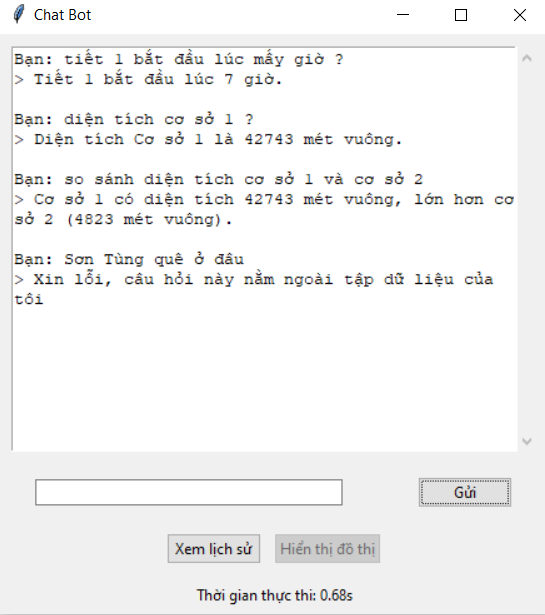 Chat Bot
Bạn: tiết 1 bắt đầu lúc mấy giờ ?
> Tiết 1 bắt đầu lúc 7 giờ.
Bạn: diện tích cơ sở 1 ?
> Diện tích Cơ sở 1 là 42743 mét vuông.
Bạn: so sánh diện tích cơ sở 1 và cơ sở 2
> Cơ sở 1 có diện tích 42743 mét vuông, lớn hơn cơ
sở 2 (4823 mét vuông).
Bạn: Sơn Tùng quê ở đâu
> Xin lỗi, câu hỏi này nằm ngoài tập dữ liệu của
tôi
Gửi
Xem lịch sử Hiển thị đồ thị
Thời gian thực thi: 0.68s